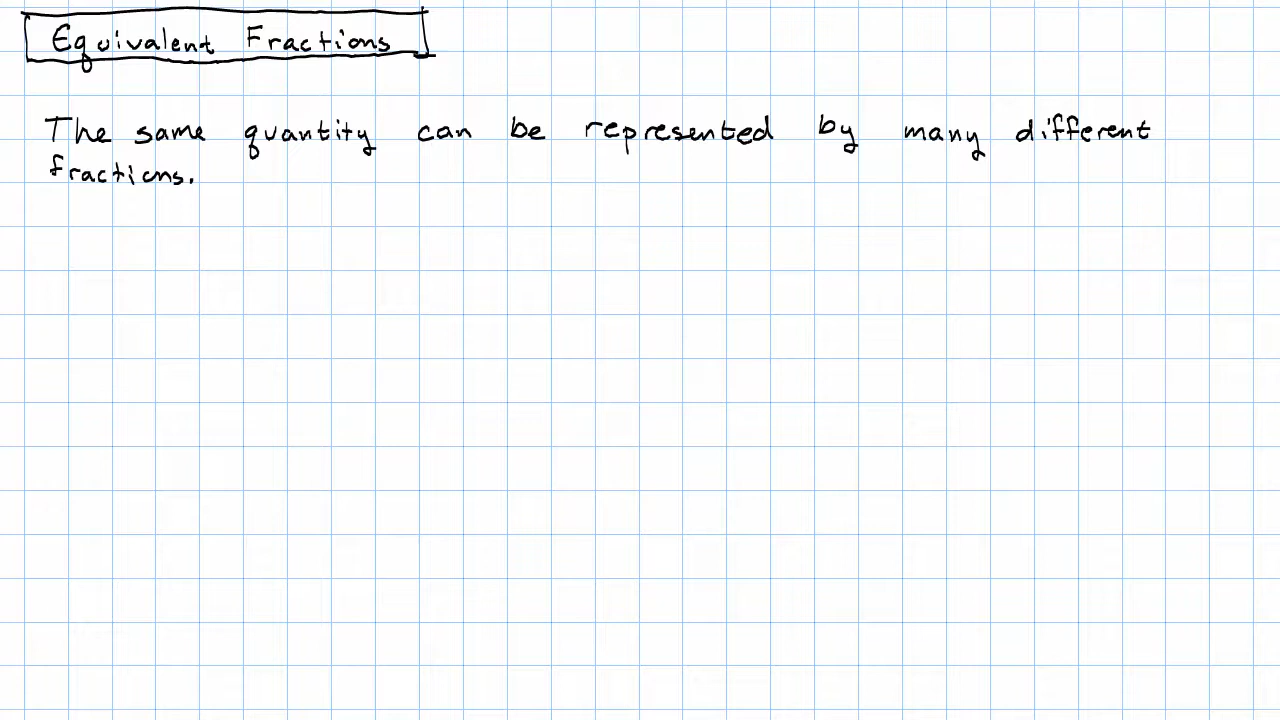 Equivalent Fractions
The same quantity can be represented by many different
fractions.